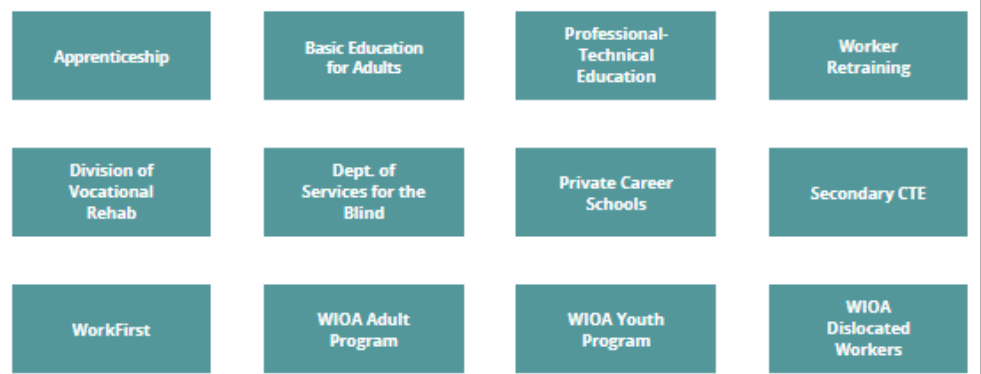 Apprenticeship
Basic Education
for Adults
Professional-
Technical
Education
Worker
Retraining
Division of
Vocational
Rehab
Dept. of
Services for the
Blind
Private Career
Schools
Secondary CTE
WorkFirst
WIOA Adult
Program
WIOA Youth
Program
WIOA
Dislocated
Workers